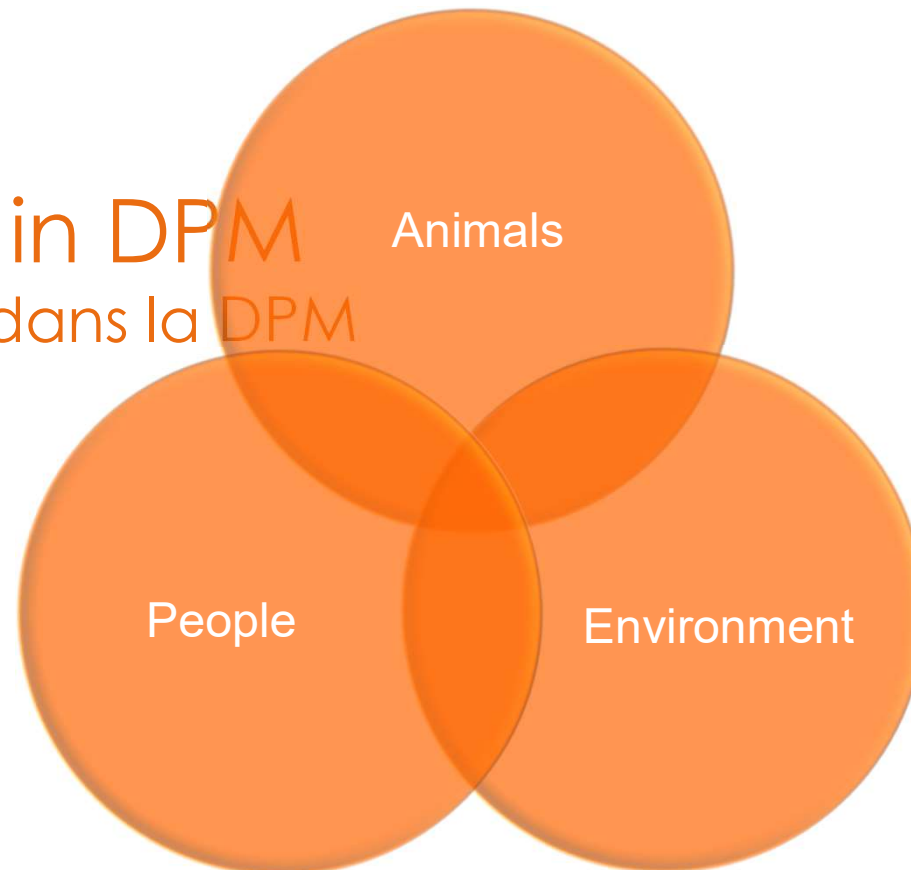 in DPM
dans la DPM
Animals
People
Environment